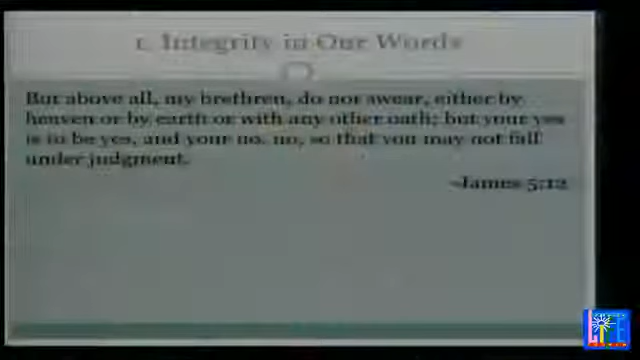 1. Integrity in Our Words
But above all, my brethren, do not swear, either by
heaven or by earth or with any other oath; but your yes
is to be yes, and your no, no, so that you may not fall
under judgment.
-James 5:12
LIFE